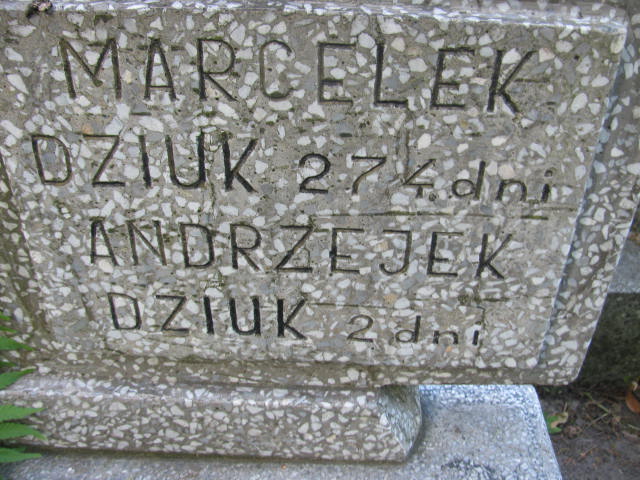 MARCELEK
DZIUK 274.dni
ANDRZEJEK
DZIUK 2 dni